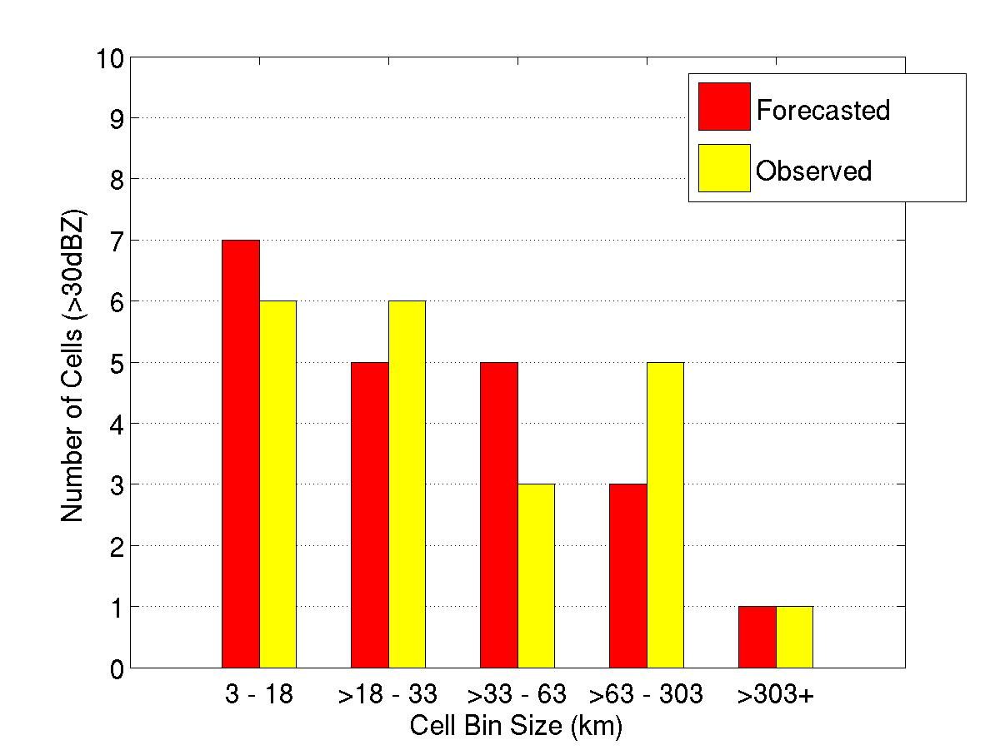 10
9
8
7
6
5
4
3
2
1
0
Number of Cells (>30dBZ)
Forecasted
Observed
3 - 18 >18 - 33 >33 - 63 >63 - 303 >303+
Cell Bin Size (km)